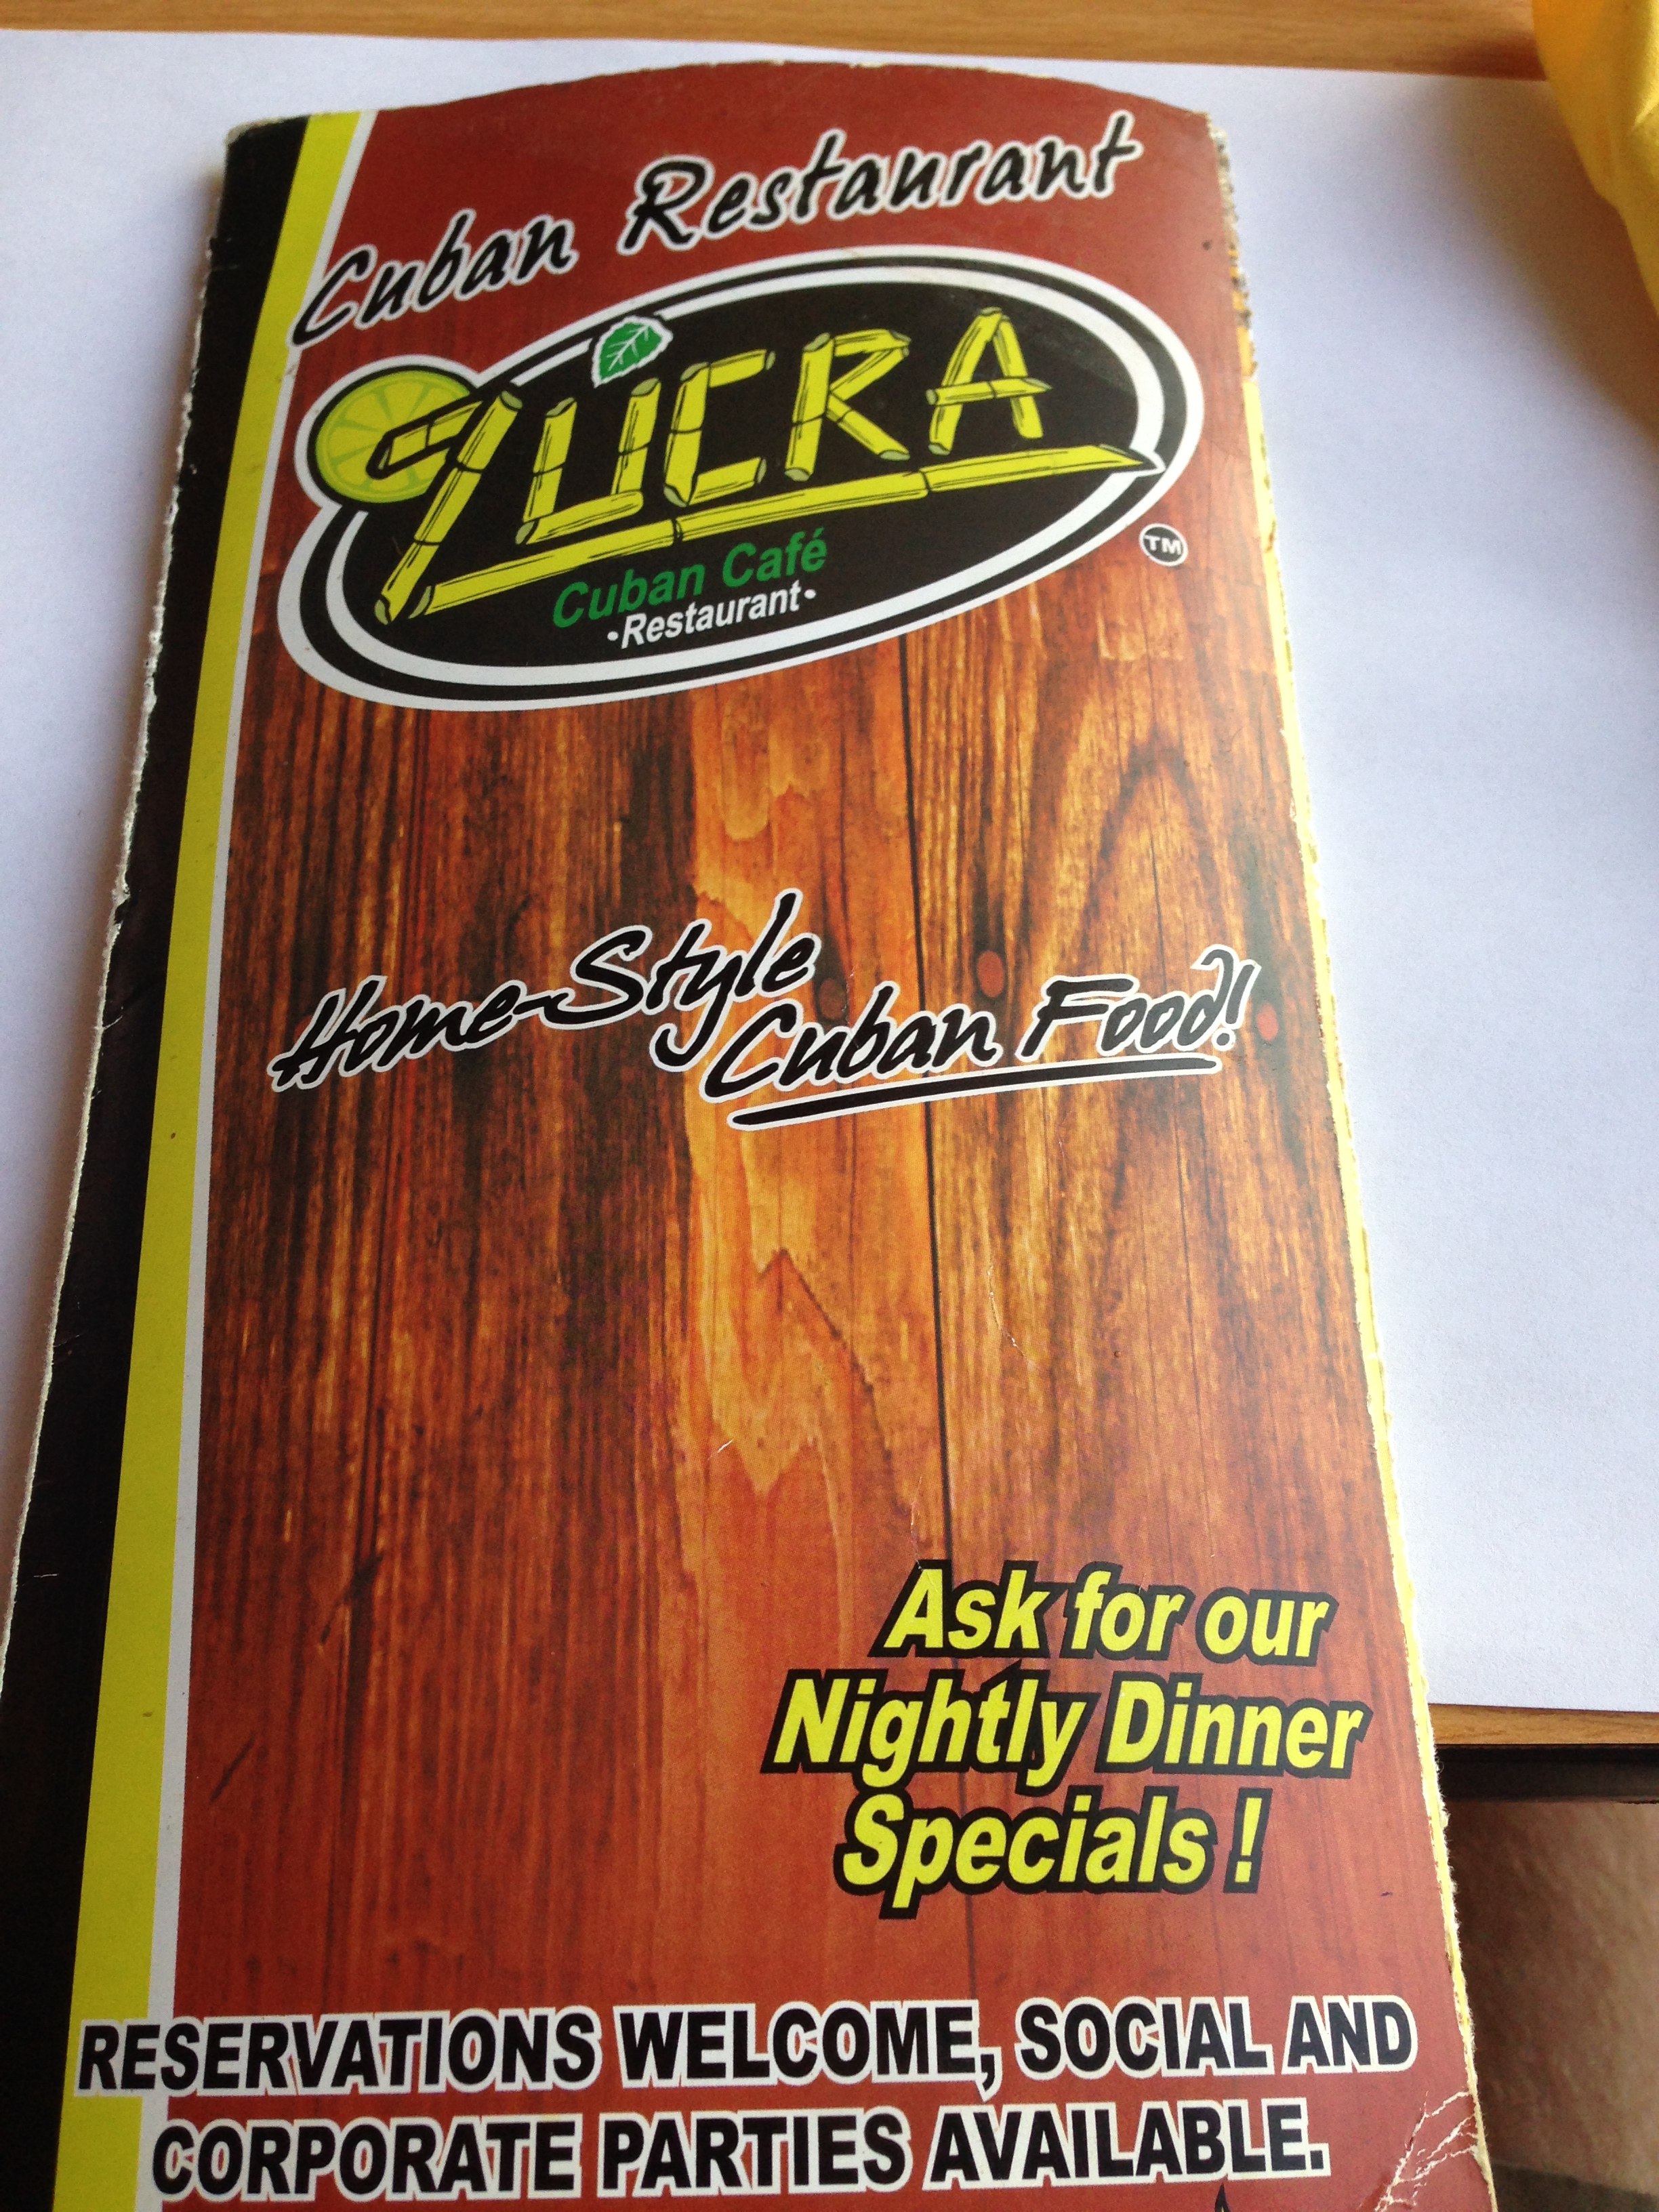 Cuban Restaurant
ZUCRA
TM
Cuban Café
•Restaurant•
Home-Style
Cuban Food!
Ask for our
Nightly Dinner
Specials !
RESERVATIONS WELCOME, SOCIAL AND
CORPORATE PARTIES AVAILABLE.